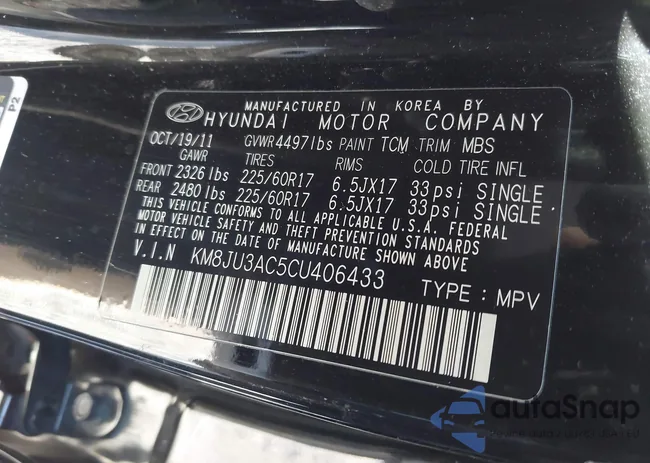 MANUFACTURED IN KOREA BY
HYUNDAI MOTOR COMPANY
OCT/19/11 GVWR 4497lbs PAINT TCM TRIM MBS
GAWR TIRES RIMS COLD TIRE INFL
FRONT 2326 lbs 225/60R17 6.5JX17 33psi SINGLE
REAR 2480 lbs 225/60R17 6.5JX17 33psi SINGLE
THIS VEHICLE CONFORMS TO ALL APPLICABLE U.S.A. FEDERAL
MOTOR VEHICLE SAFETY AND THEFT PREVENTION STANDARDS
IN EFFECT ON THE DATE OF MANUFACTURE SHOWN ABOVE
V.I.N KM8JU3AC5CU406433
TYPE : MPV
P2
autoSnap